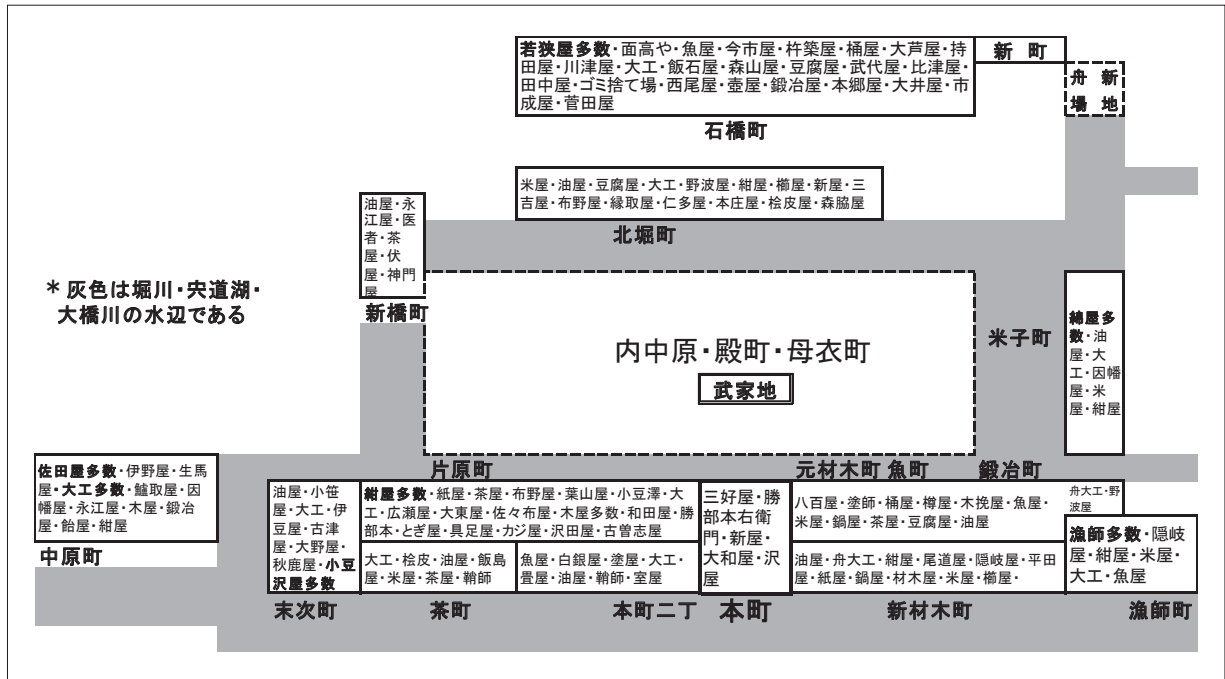 若狭屋多数・面高や・魚屋・今市屋・杵築屋・桶屋・大芦屋・持
田屋・川津屋・大工・飯石屋・森山屋・豆腐屋・武代屋・比津屋・
田中屋・ゴミ捨て場・西尾屋・壺屋・鍛冶屋・本郷屋・大井屋・市
成屋・菅田屋
新町
舟 新
場 地
石橋町
米屋・油屋・豆腐屋・大工・野波屋・紺屋・櫛屋・新屋・三
吉屋・布野屋・縁取屋・仁多屋・本庄屋・桧皮屋・森脇屋
北堀町
油屋・永
江屋・医
者・茶
屋・伏
屋・神門
屋
新橋町
*灰色は堀川・宍道湖・
大橋川の水辺である
内中原・殿町・母衣町
武家地
米子町
綿屋多
数・油
屋・大
工・因幡
屋・米
屋・紺屋
片原町
元材木町 魚町
鍛冶町
佐田屋多数・伊野屋・生馬
屋・大工多数・鱸取屋・因
幡屋・永江屋・木屋・鍛冶
屋・飴屋・紺屋
中原町
油屋・小笹
屋・大工・伊
豆屋・古津
屋・大野屋・
秋鹿屋・小豆
沢屋多数
末次町
紺屋多数・紙屋・茶屋・布野屋・葉山屋・小豆澤・大
工・広瀬屋・大東屋・佐々布屋・木屋多数・和田屋・勝
部本・とぎ屋・具足屋・カジ屋・沢田屋・古曽志屋
大工・桧皮・油屋・飯島
屋・米屋・茶屋・鞘師
茶町
魚屋・白銀屋・塗屋・大工・
畳屋・油屋・鞘師・室屋
本町二丁
三好屋・勝
部本右衛
門・新屋・
大和屋・沢
屋
本町
八百屋・塗師・桶屋・樽屋・木挽屋・魚屋・
米屋・鍋屋・茶屋・豆腐屋・油屋
油屋・舟大工・紺屋・尾道屋・隠岐屋・平田
屋・紙屋・鍋屋・材木屋・米屋・櫛屋・
新材木町
舟大工・野
波屋
漁師多数・隠岐
屋・紺屋・米屋・
大工・魚屋
漁師町